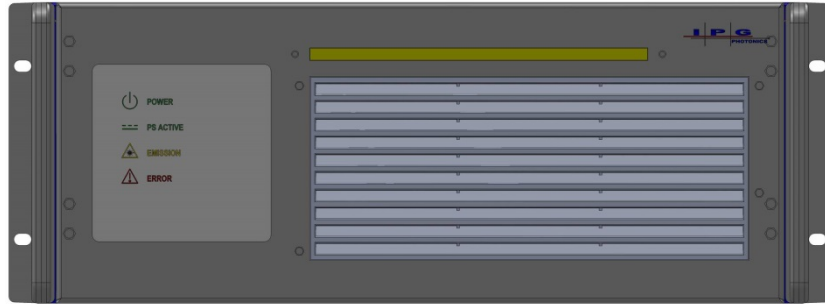 IPG
PHOTONICS
POWER
PS ACTIVE
EMISSION
ERROR